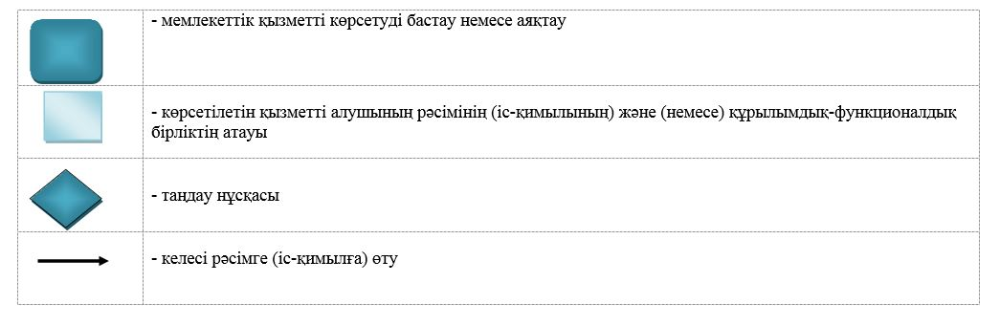 - мемлекеттік қызметті көрсетуді бастау немесе аяқтау
- көрсетілетін қызметті алушының рәсімінің (іс-қимылының) және (немесе) құрылымдық-функционалдық
бірліктің атауы
- таңдау нұсқасы
- келесі рәсімге (іс-қимылға) өту